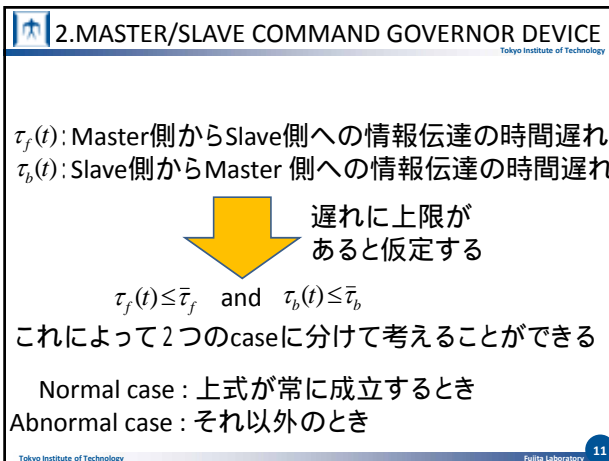 2.MASTER/SLAVE COMMAND GOVERNOR DEVICE
Tokyo Institute of Technology
τ_f(t): Master側からSlave側への情報伝達の時間遅れ
τ_b(t): Slave側からMaster 側への情報伝達の時間遅れ
遅れに上限が
あると仮定する
τ_f(t)≤τ̄_f and τ_b(t)≤τ̄_b
これによって2つのcaseに分けて考えることができる
Normal case : 上式が常に成立するとき
Abnormal case : それ以外のとき
Tokyo Institute of Technology
Fujita Laboratory
11